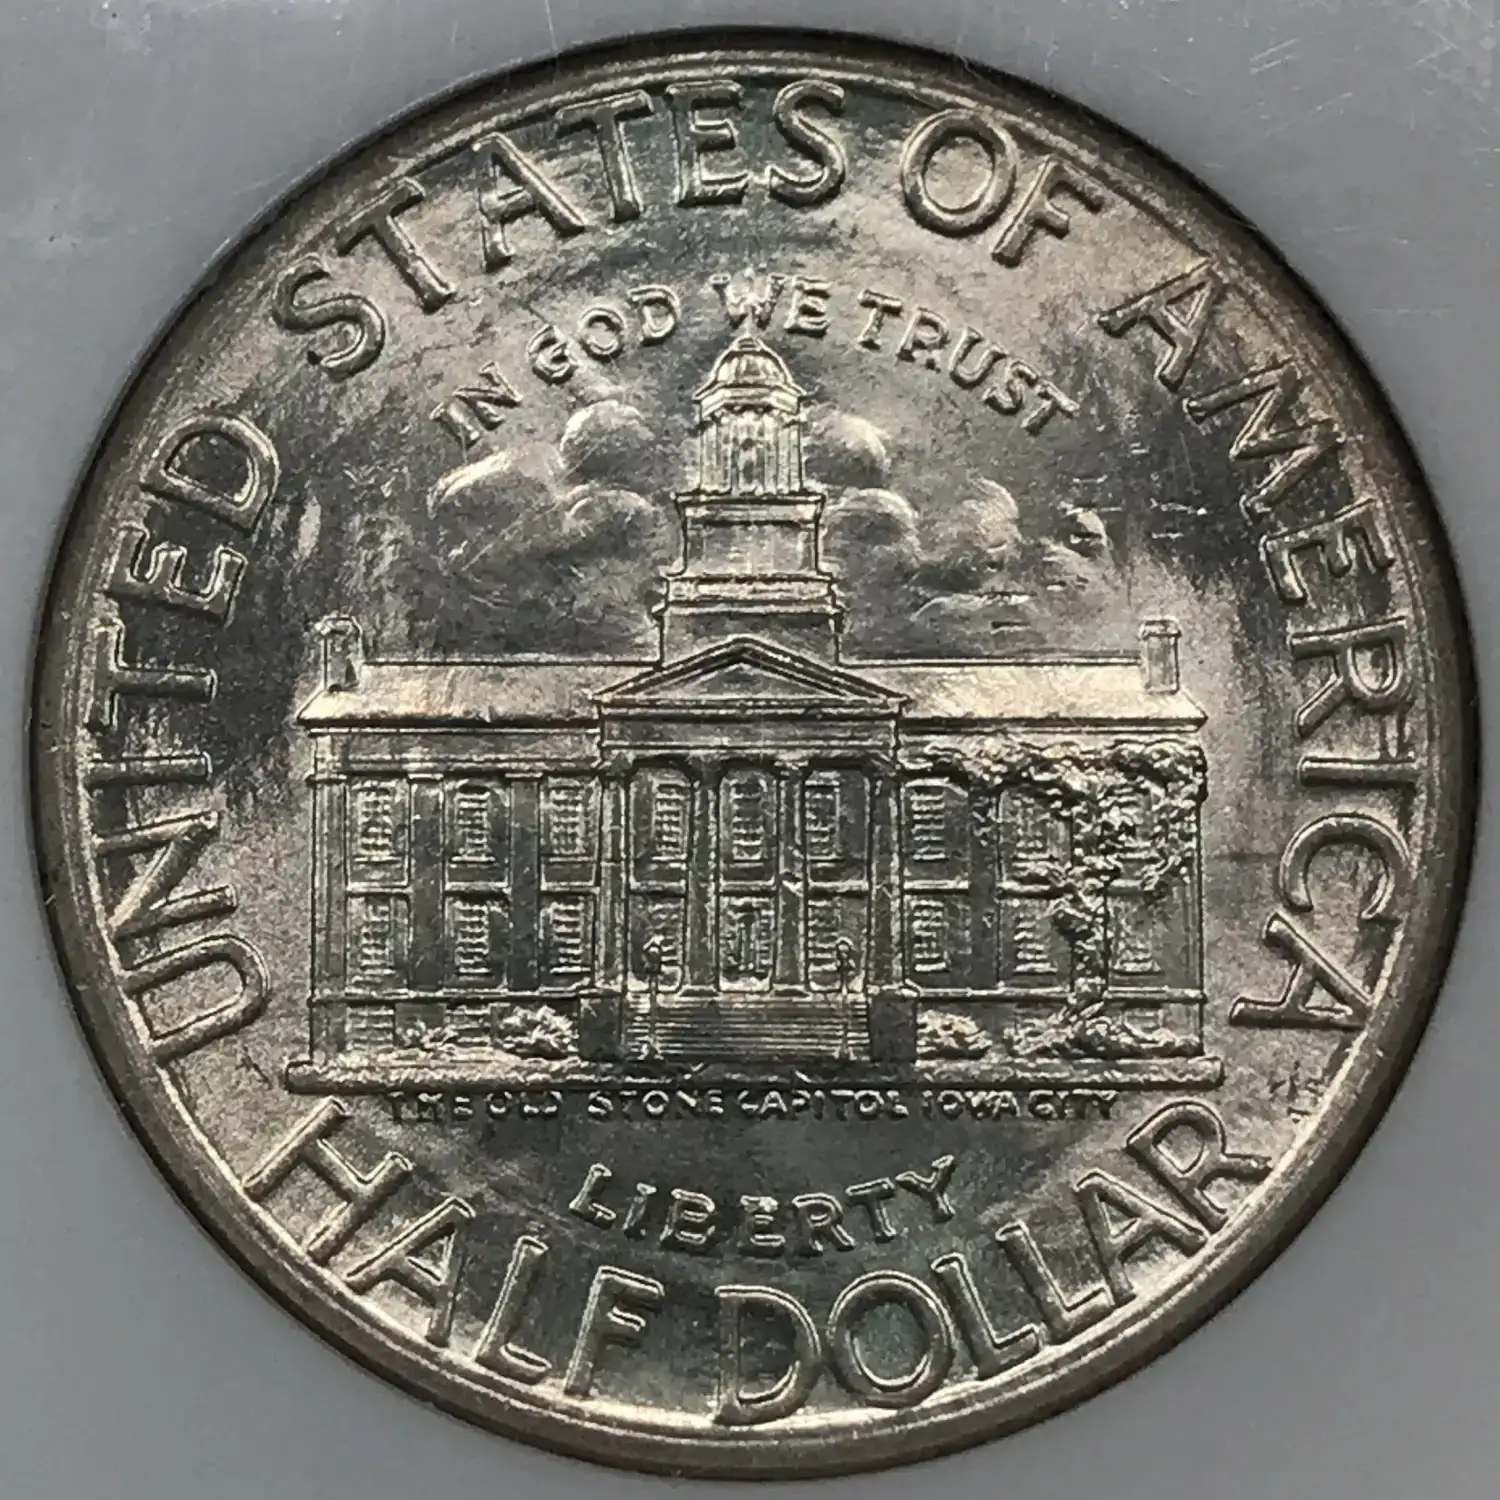 UNITED STATES OF AMERICA
IN GOD WE TRUST
THE OLD STONE CAPITOL IOWA CITY
LIBERTY
HALF DOLLAR